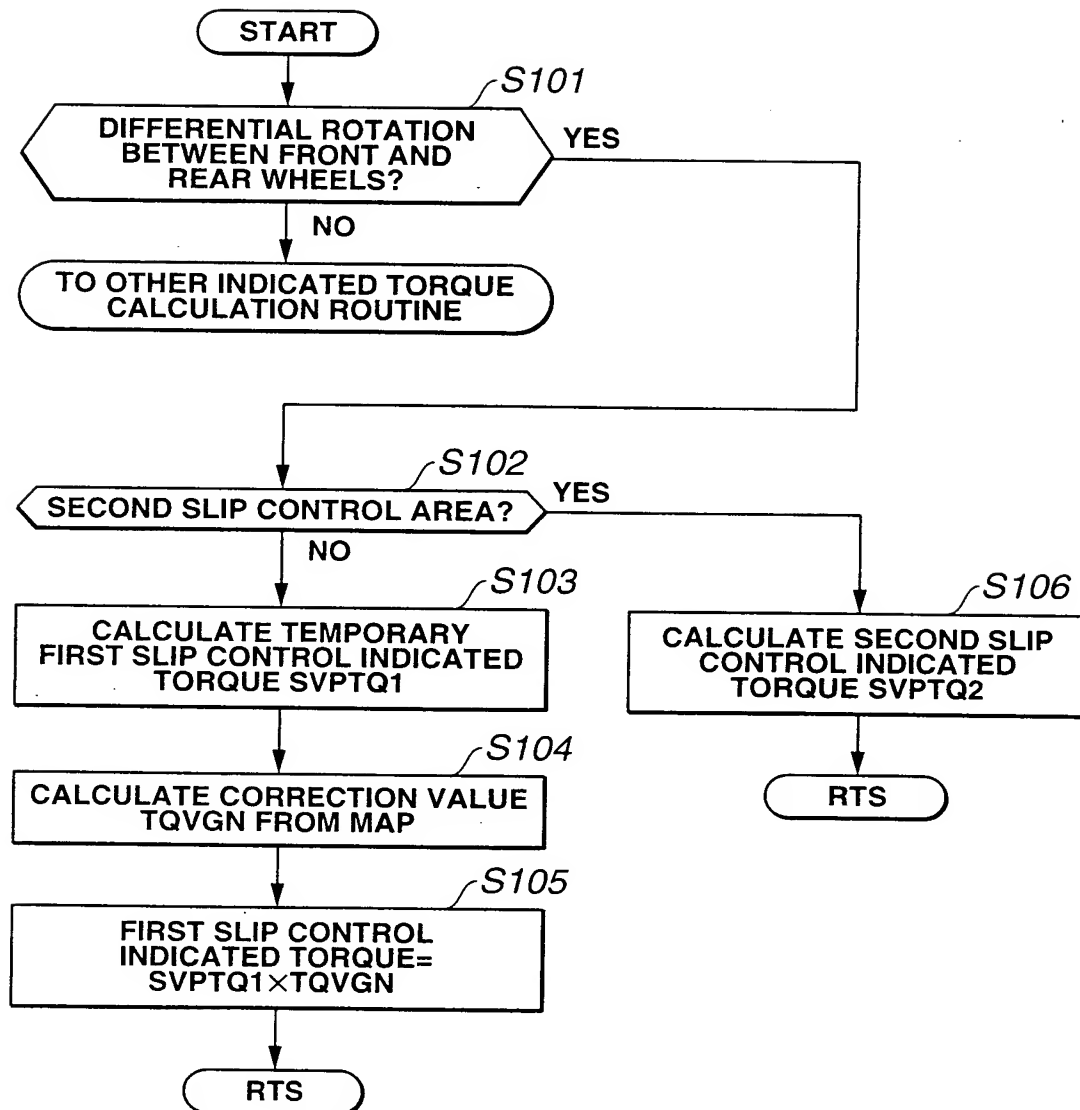 START
S101
DIFFERENTIAL ROTATION
BETWEEN FRONT AND
REAR WHEELS?
YES
NO
TO OTHER INDICATED TORQUE
CALCULATION ROUTINE
S102
SECOND SLIP CONTROL AREA?
YES
NO
S103
CALCULATE TEMPORARY
FIRST SLIP CONTROL INDICATED
TORQUE SVPTQ1
S106
CALCULATE SECOND SLIP
CONTROL INDICATED
TORQUE SVPTQ2
S104
CALCULATE CORRECTION VALUE
TQVGN FROM MAP
RTS
S105
FIRST SLIP CONTROL
INDICATED TORQUE=
SVPTQ1×TQVGN
RTS